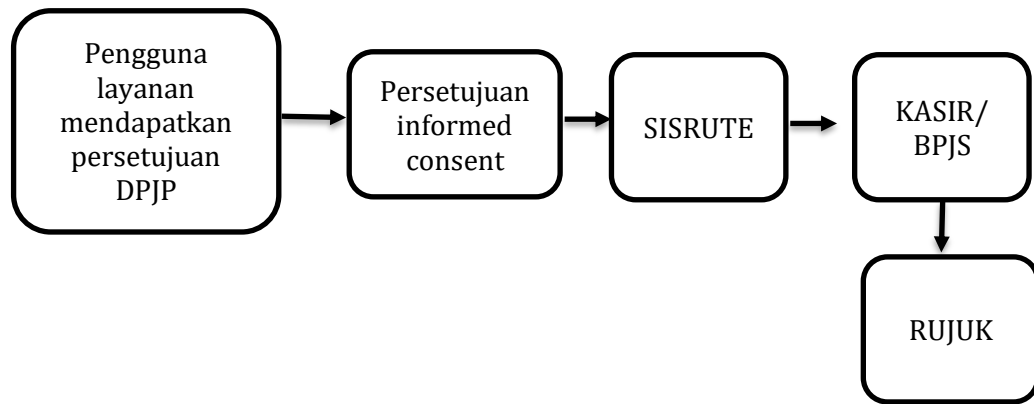 Pengguna
layanan
mendapatkan
persetujuan
DPJP
Persetujuan
informed
consent
SISRUTE
KASIR/
BPJS
RUJUK